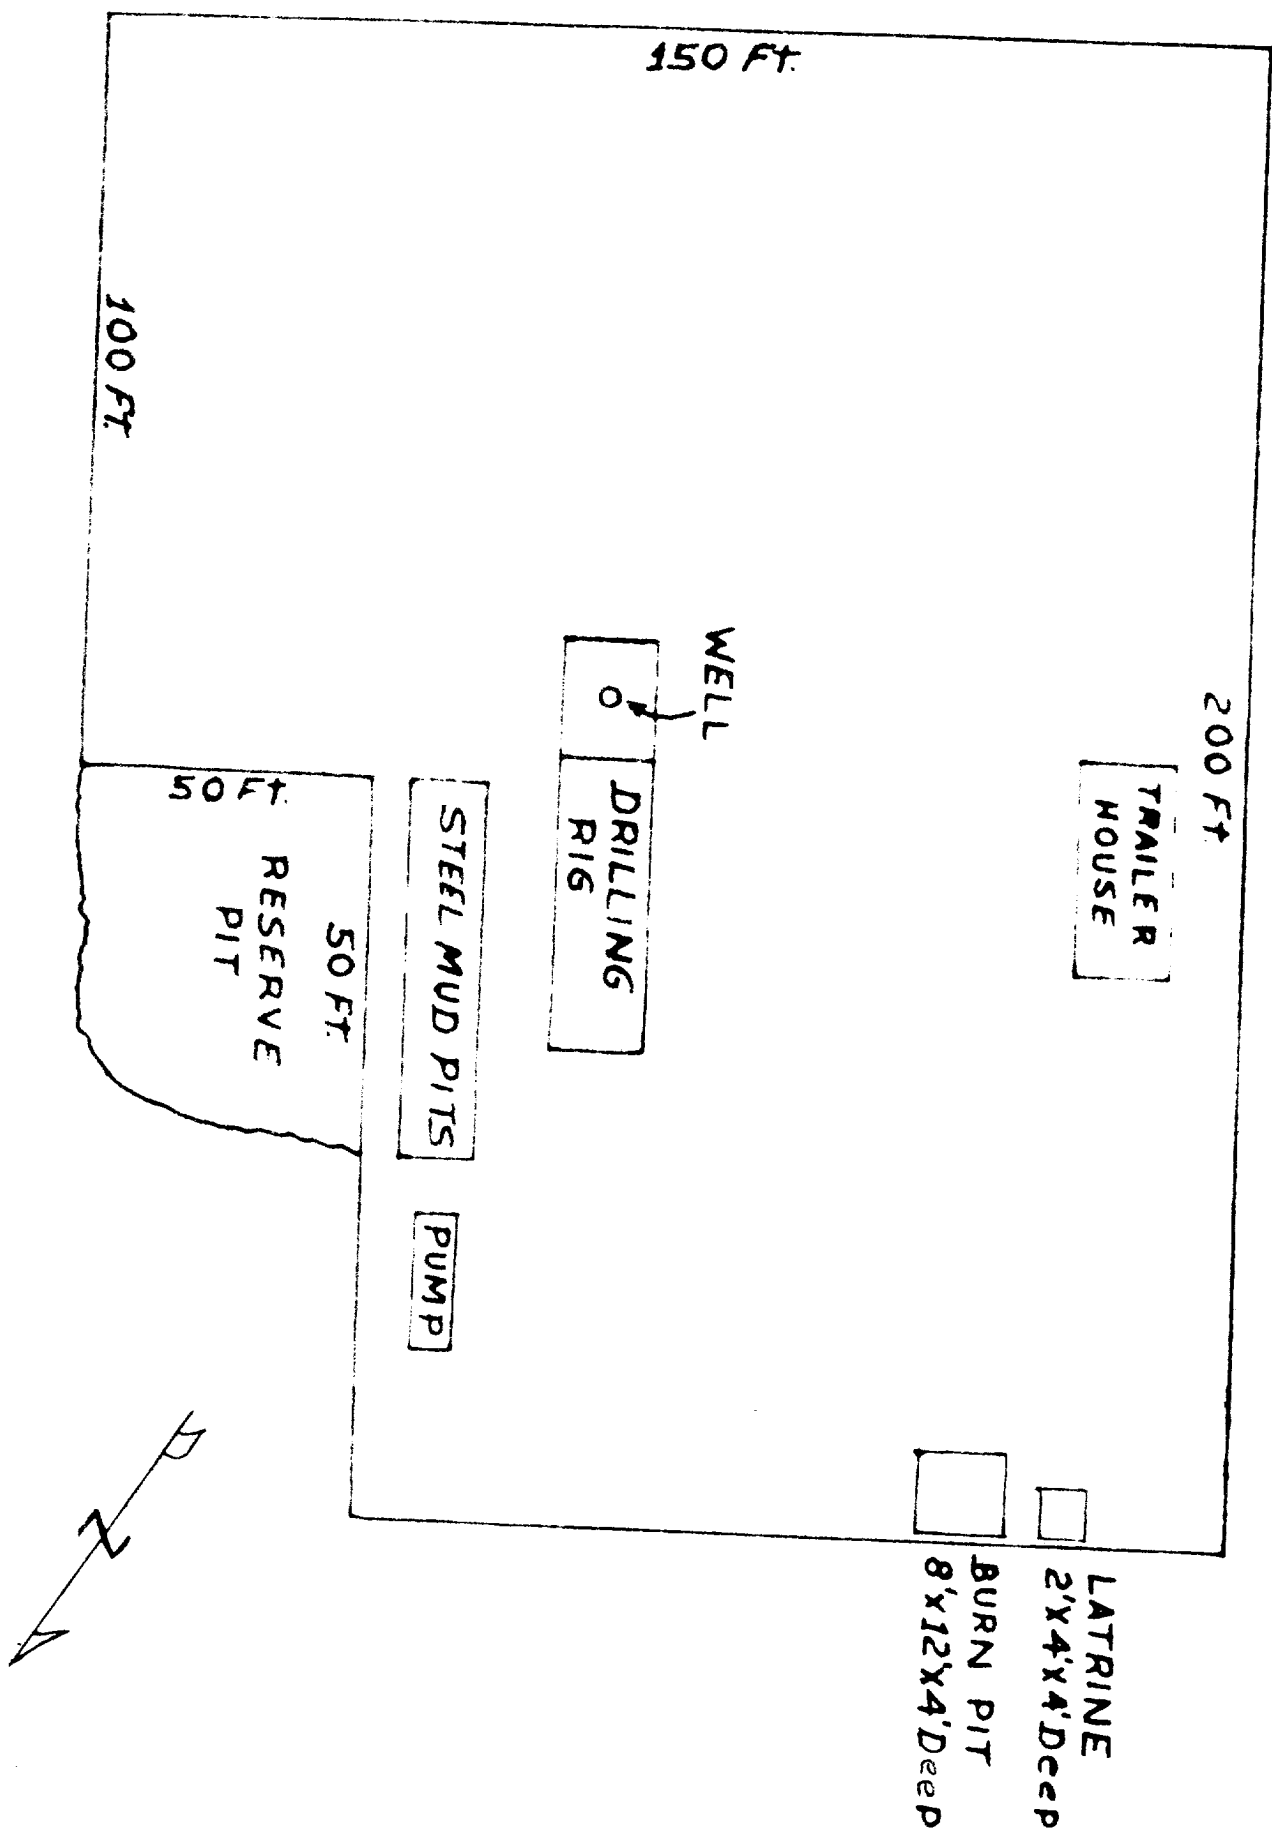 200 Ft.
TRAILER
HOUSE
150 Ft.
WELL
DRILLING
RIG
STEEL MUD PITS
PUMP
50 Ft.
50 Ft.
RESERVE
PIT
100 FT.
LATRINE
2'X4'X4' Deep
BURN PIT
8'X12'X4' Deep
N